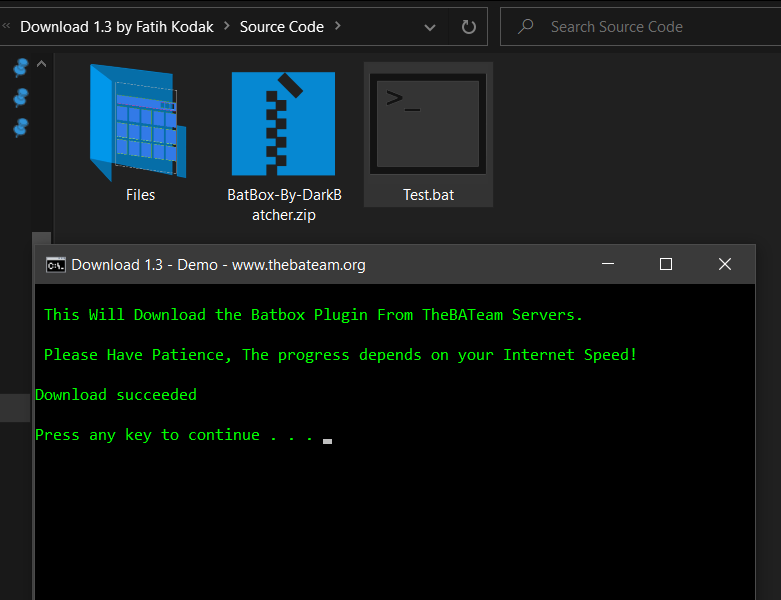 « Download 1.3 by Fatih Kodak > Source Code >
Search Source Code
>_
Files
BatBox-By-DarkB
atcher.zip
Test.bat
C:\.
Download 1.3 - Demo - www.thebateam.org
This Will Download the Batbox Plugin From TheBATeam Servers.
Please Have Patience, The progress depends on your Internet Speed!
Download succeeded
Press any key to continue . . .